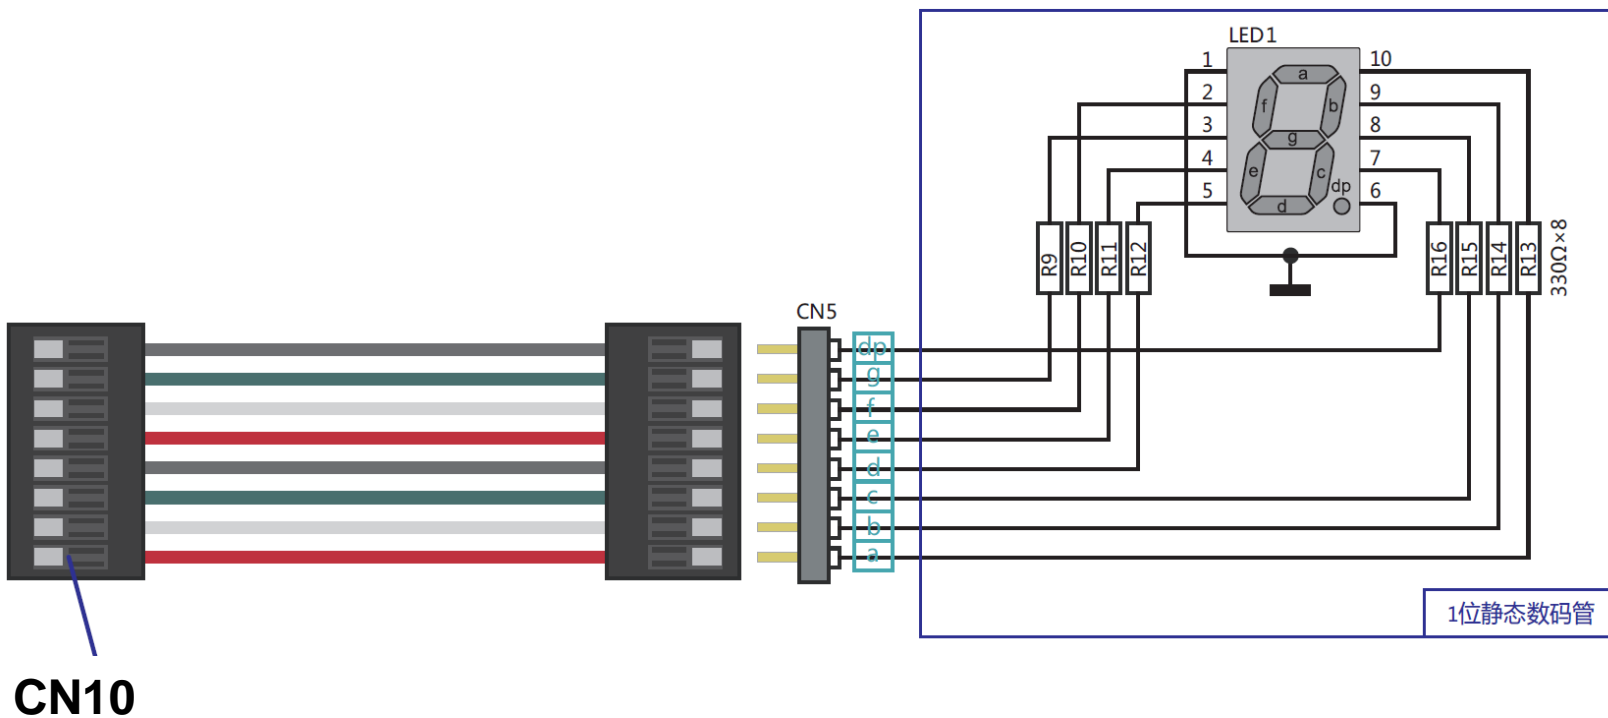 LED1
1
2
3
4
5
10
9
8
7
6
a
f
b
g
e
c
d
dp
R9
R10
R11
R12
R16
R15
R14
R13
330Ω×8
CN5
dp
g
f
e
d
c
b
a
1位静态数码管
CN10